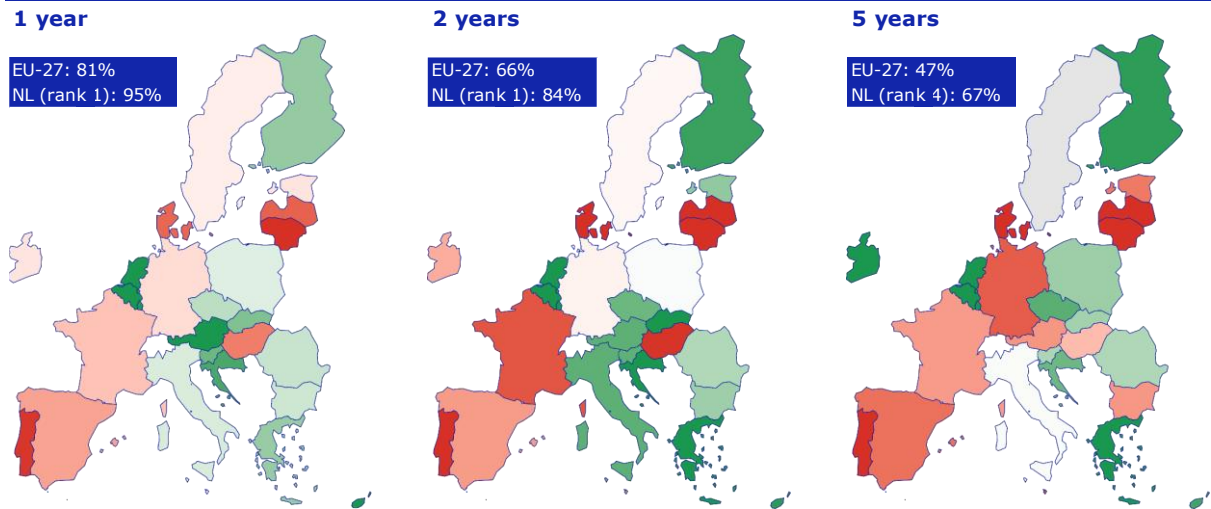 1 year
EU-27: 81%
NL (rank 1): 95%
2 years
EU-27: 66%
NL (rank 1): 84%
5 years
EU-27: 47%
NL (rank 4): 67%